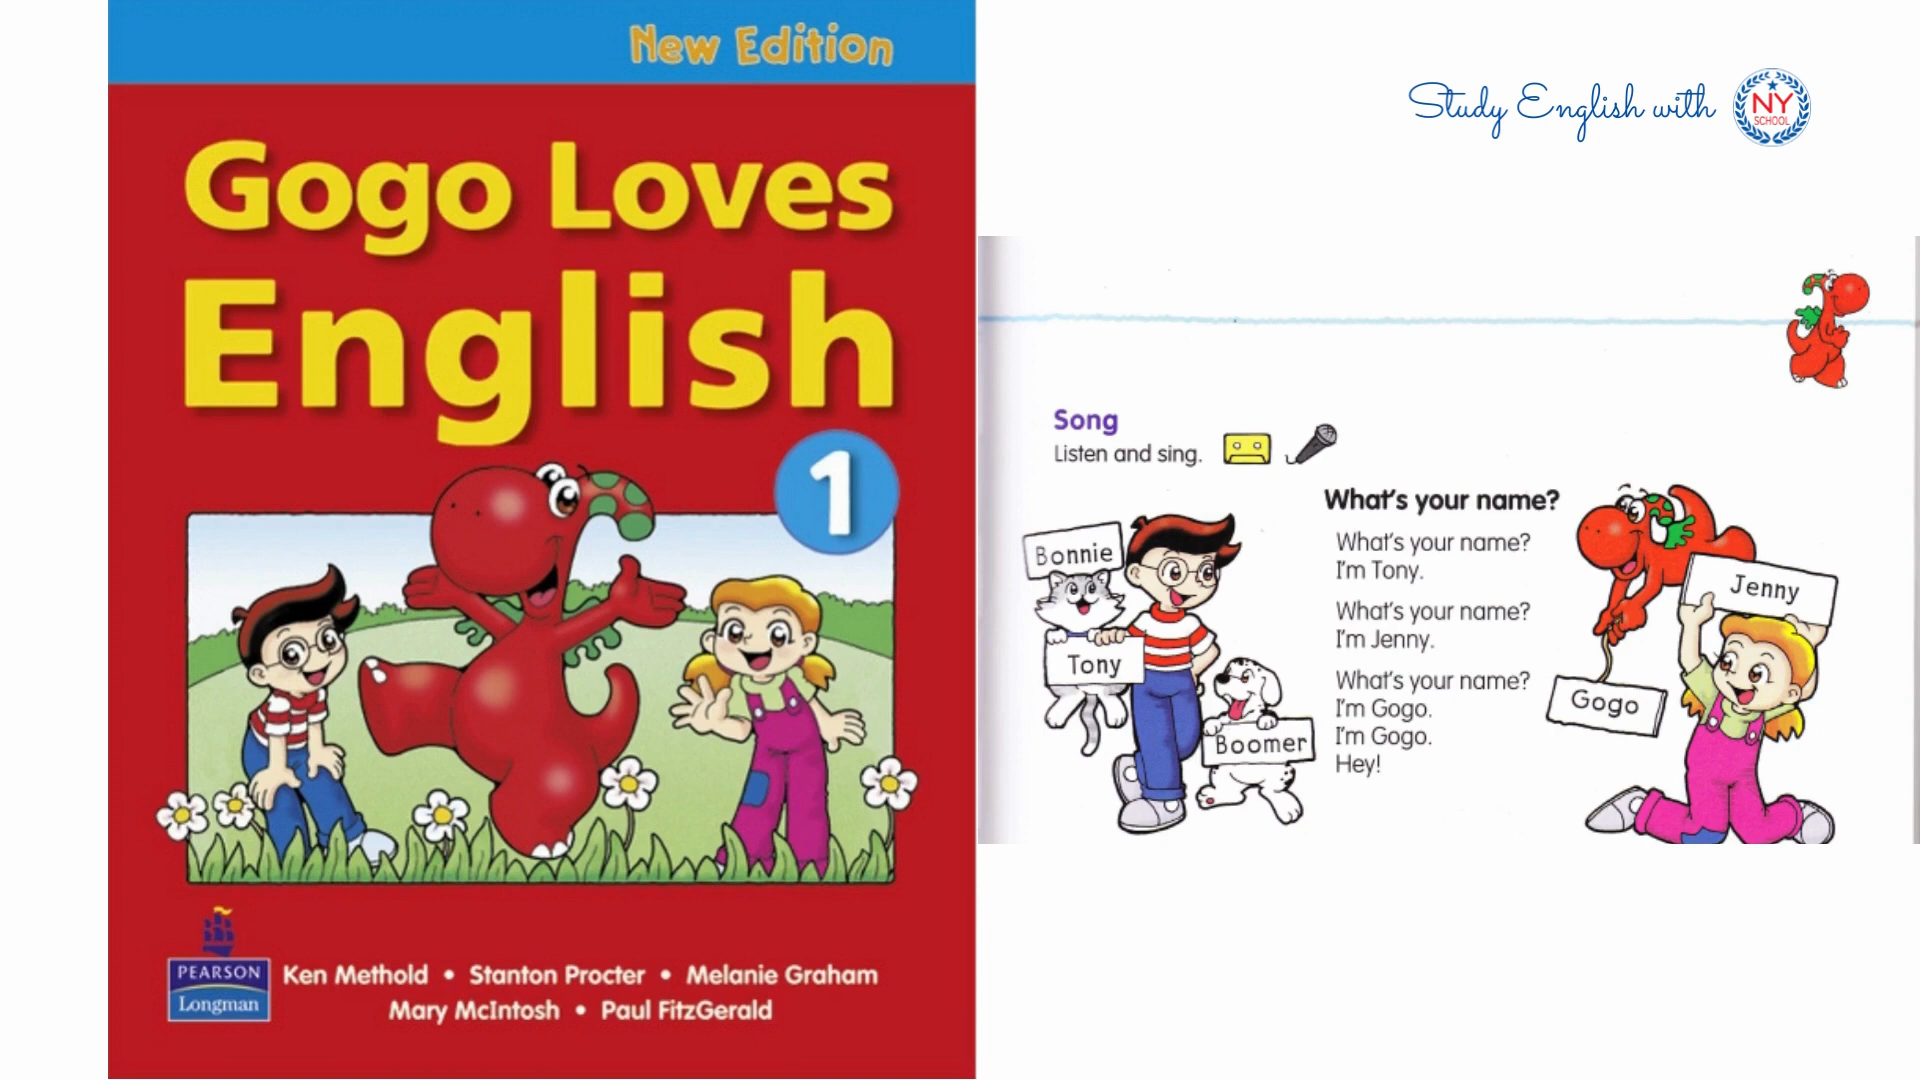 New Edition
Gogo Loves
English
1
PEARSON
Longman
Ken Methold • Stanton Procter • Melanie Graham
Mary McIntosh • Paul FitzGerald
Study English with
NY
SCHOOL
Song
Listen and sing.
What's your name?
What's your name?
I'm Tony.
What's your name?
I'm Jenny.
What's your name?
I'm Gogo.
I'm Gogo.
Hey!
Bonnie
Tony
Boomer
Jenny
Gogo